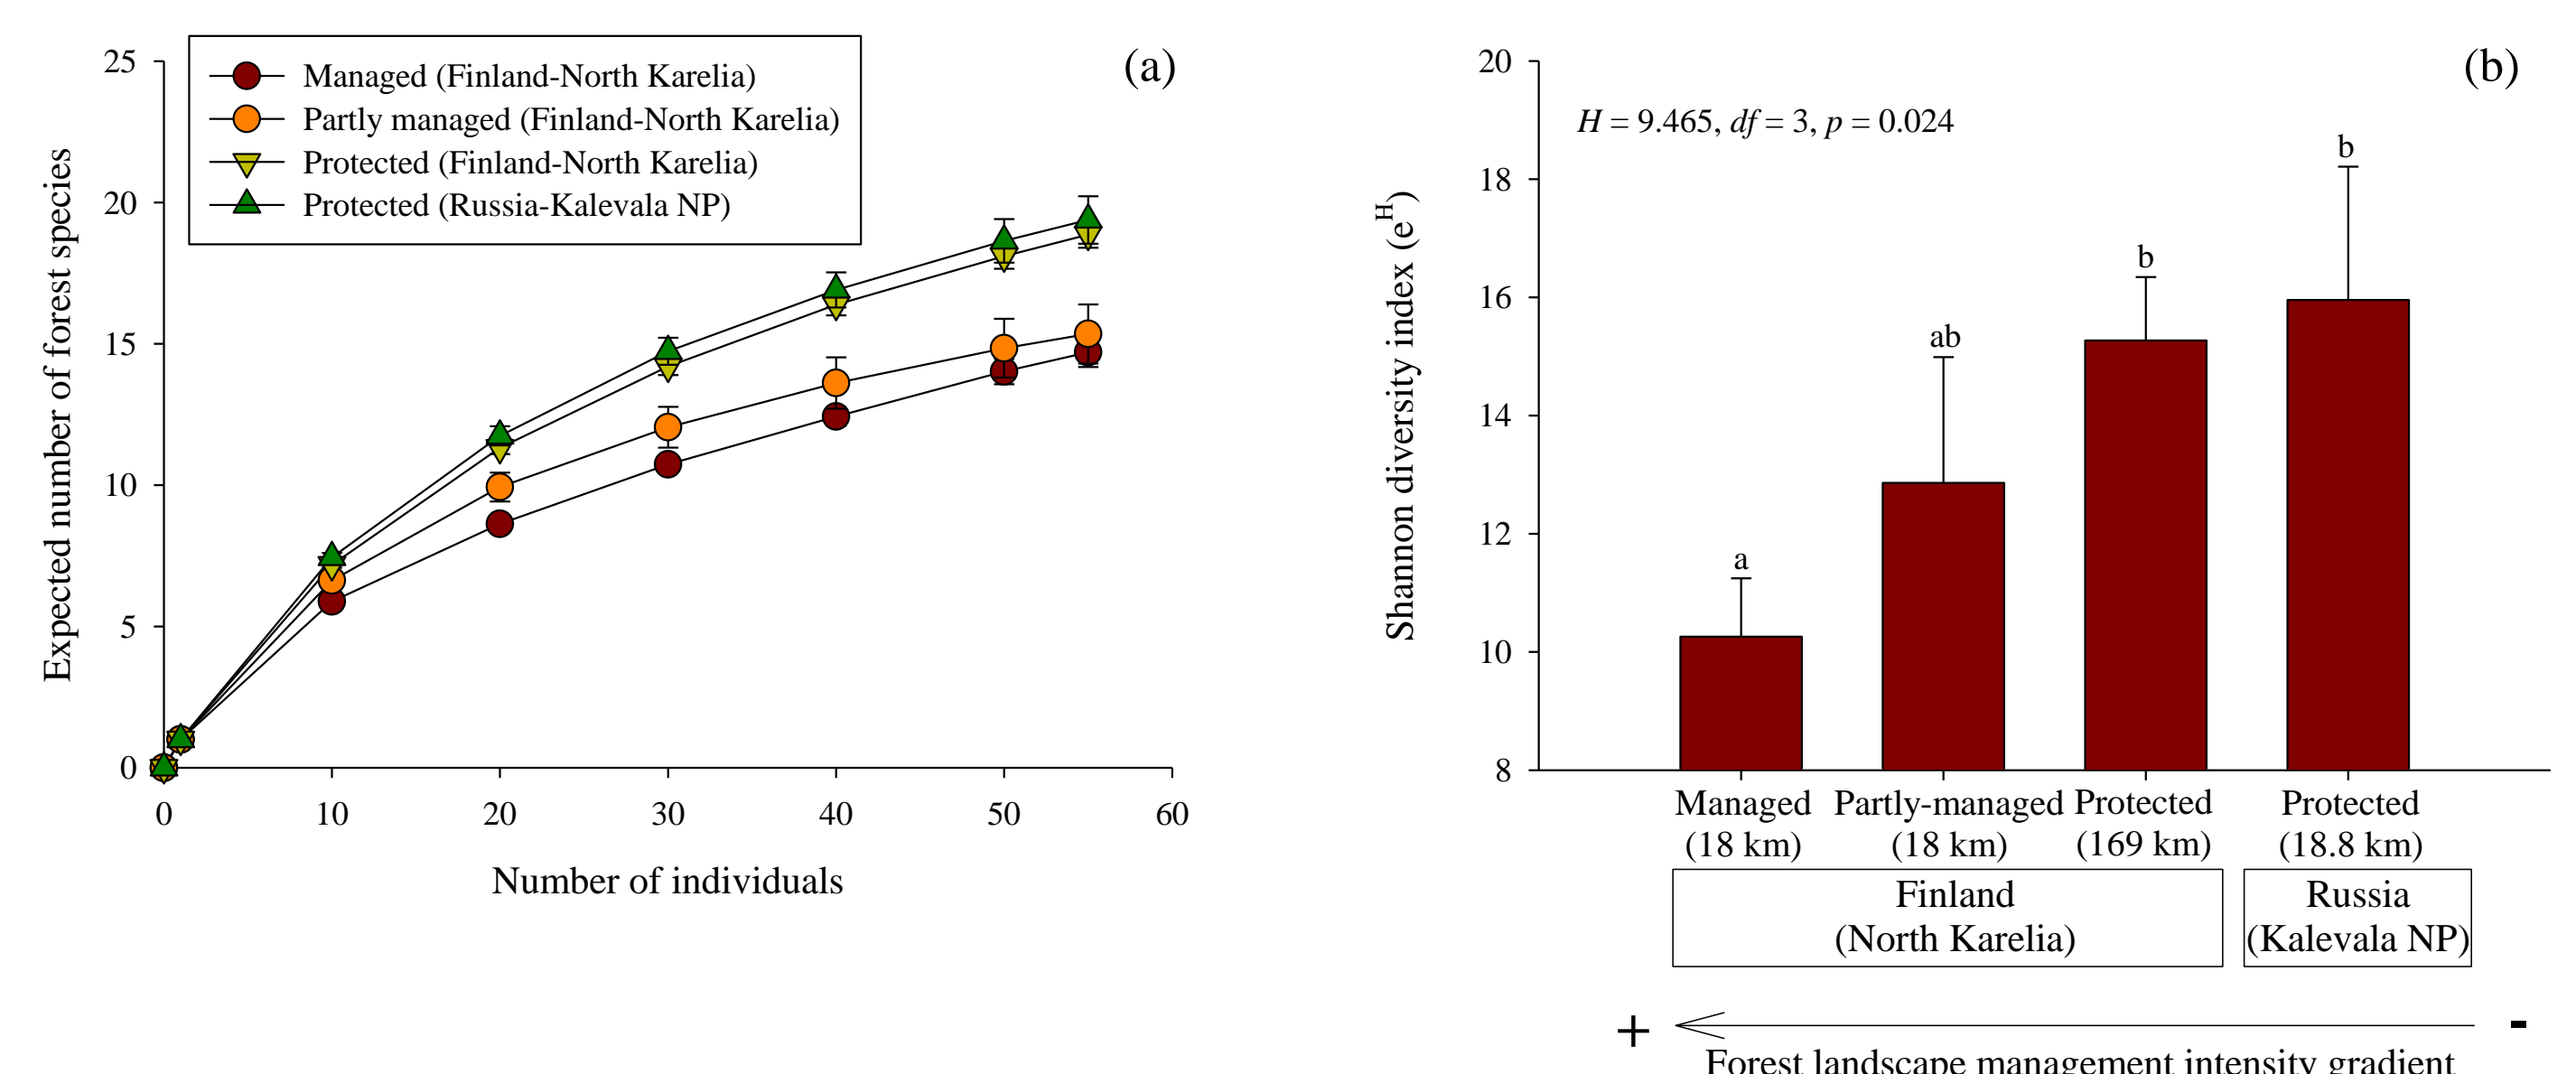 (a)
25
20
15
10
5
0
Expected number of forest species
Managed (Finland-North Karelia)
Partly managed (Finland-North Karelia)
Protected (Finland-North Karelia)
Protected (Russia-Kalevala NP)
0 10 20 30 40 50 60
Number of individuals
(b)
20
18
16
14
12
10
8
Shannon diversity index (e^H)
H = 9.465, df = 3, p = 0.024
a
ab
b
b
Managed Partly-managed Protected Protected
(18 km) (18 km) (169 km) (18.8 km)
Finland
(North Karelia)
Russia
(Kalevala NP)
+ -
Forest landscape management intensity gradient